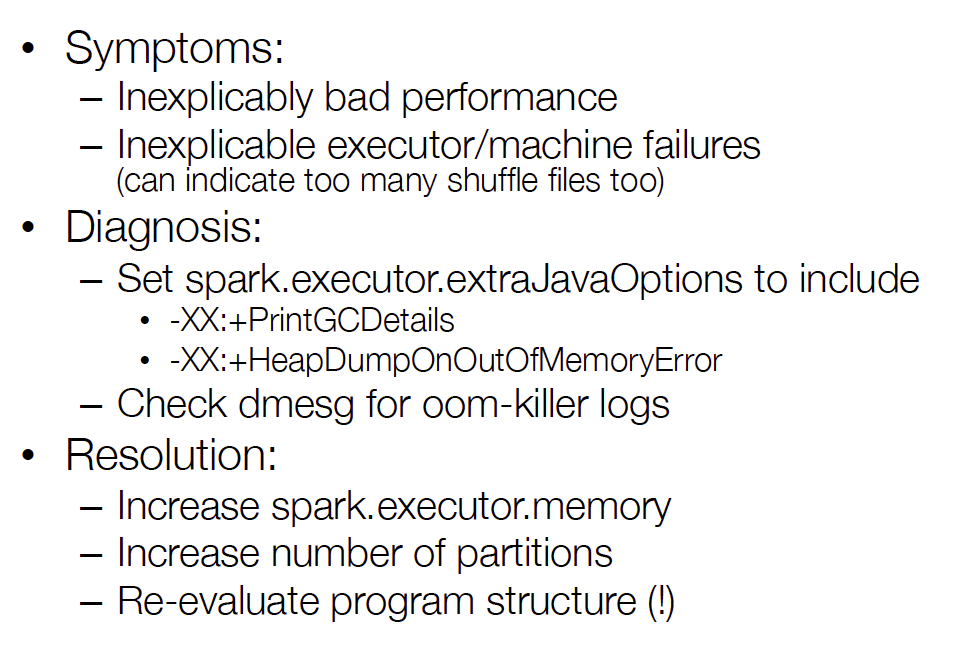 • Symptoms:
– Inexplicably bad performance
– Inexplicable executor/machine failures
(can indicate too many shuffle files too)
• Diagnosis:
– Set spark.executor.extraJavaOptions to include
• -XX:+PrintGCDetails
• -XX:+HeapDumpOnOutOfMemoryError
– Check dmesg for oom-killer logs
• Resolution:
– Increase spark.executor.memory
– Increase number of partitions
– Re-evaluate program structure (!)